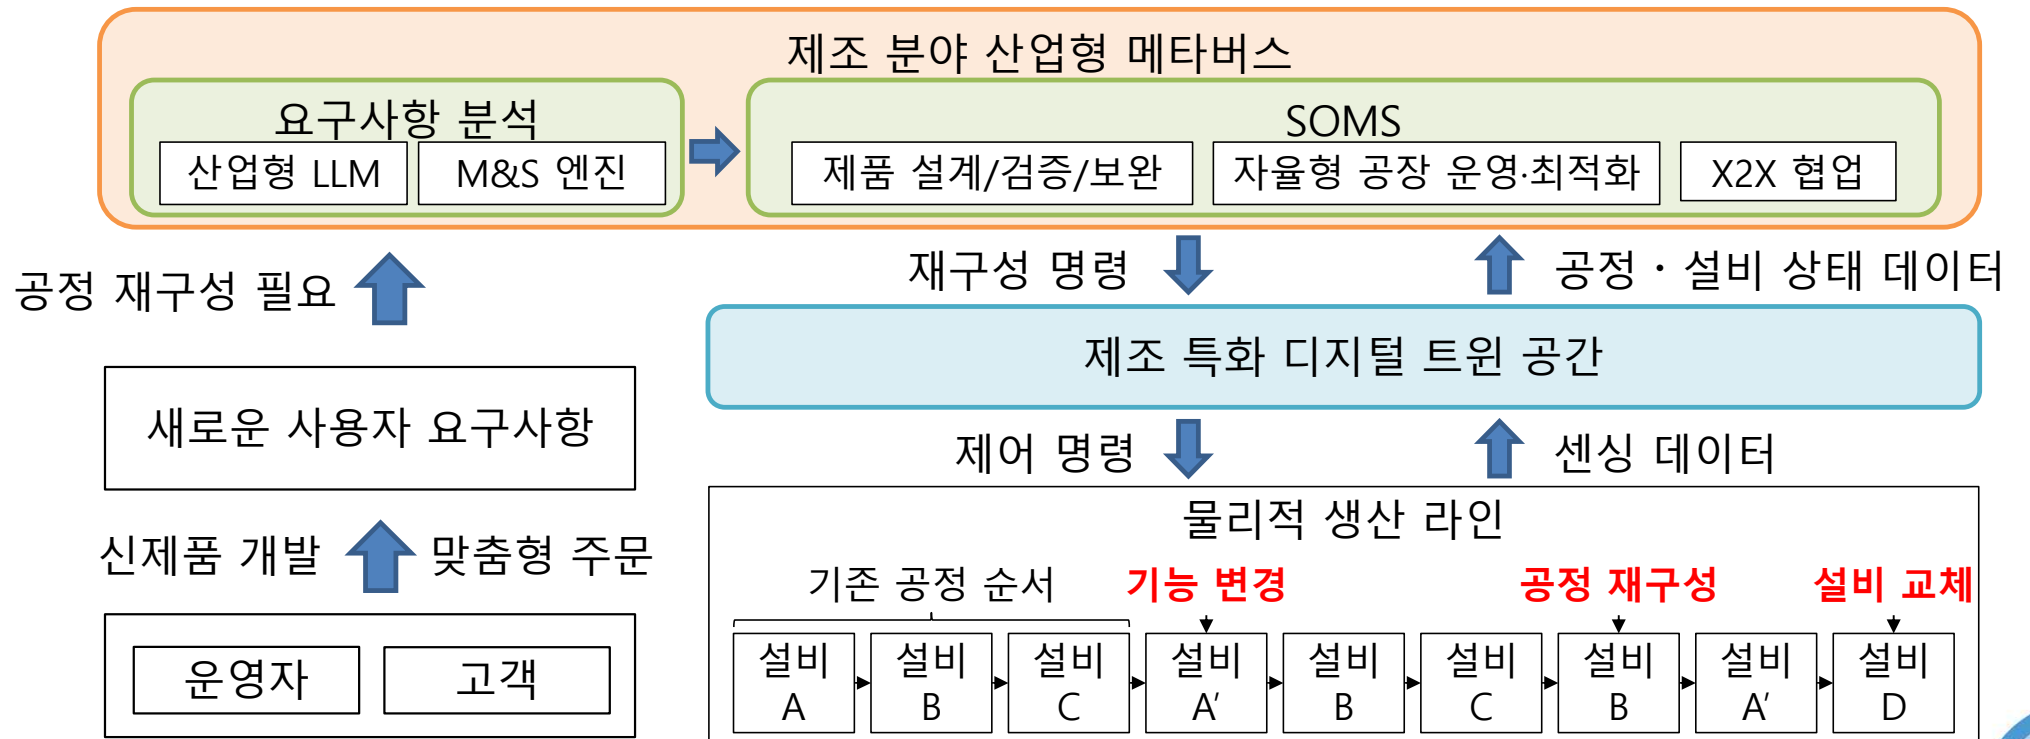 제조 분야 산업형 메타버스
요구사항 분석
산업형 LLM
M&S 엔진
SOMS
제품 설계/검증/보완
자율형 공장 운영·최적화
X2X 협업
공정 재구성 필요
재구성 명령
공정・설비 상태 데이터
제조 특화 디지털 트윈 공간
새로운 사용자 요구사항
제어 명령
센싱 데이터
신제품 개발
맞춤형 주문
운영자
고객
물리적 생산 라인
기존 공정 순서
기능 변경
공정 재구성
설비 교체
설비
A
설비
B
설비
C
설비
A'
설비
B
설비
C
설비
B
설비
A'
설비
D